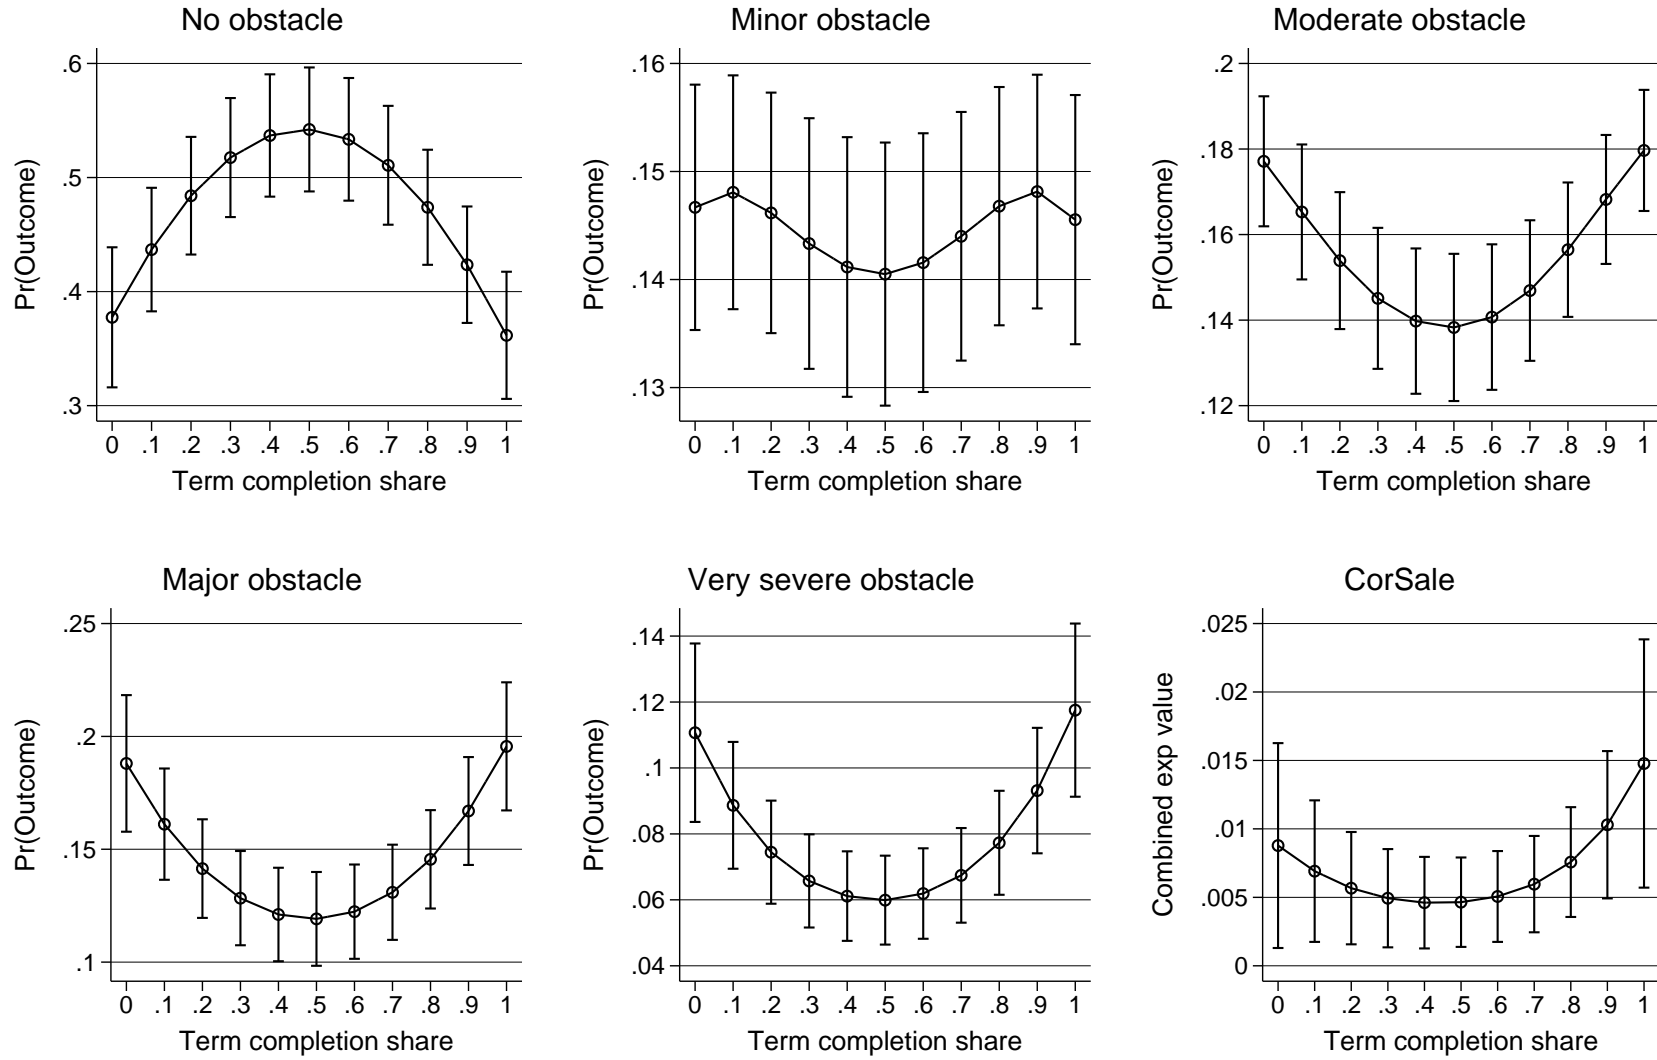 No obstacle
Pr(Outcome)
.6
.5
.4
.3
0 .1 .2 .3 .4 .5 .6 .7 .8 .9 1
Term completion share
Minor obstacle
Pr(Outcome)
.16
.15
.14
.13
0 .1 .2 .3 .4 .5 .6 .7 .8 .9 1
Term completion share
Moderate obstacle
Pr(Outcome)
.2
.18
.16
.14
.12
0 .1 .2 .3 .4 .5 .6 .7 .8 .9 1
Term completion share
Major obstacle
Pr(Outcome)
.25
.2
.15
.1
0 .1 .2 .3 .4 .5 .6 .7 .8 .9 1
Term completion share
Very severe obstacle
Pr(Outcome)
.14
.12
.1
.08
.06
.04
0 .1 .2 .3 .4 .5 .6 .7 .8 .9 1
Term completion share
CorSale
Combined exp value
.025
.02
.015
.01
.005
0
0 .1 .2 .3 .4 .5 .6 .7 .8 .9 1
Term completion share